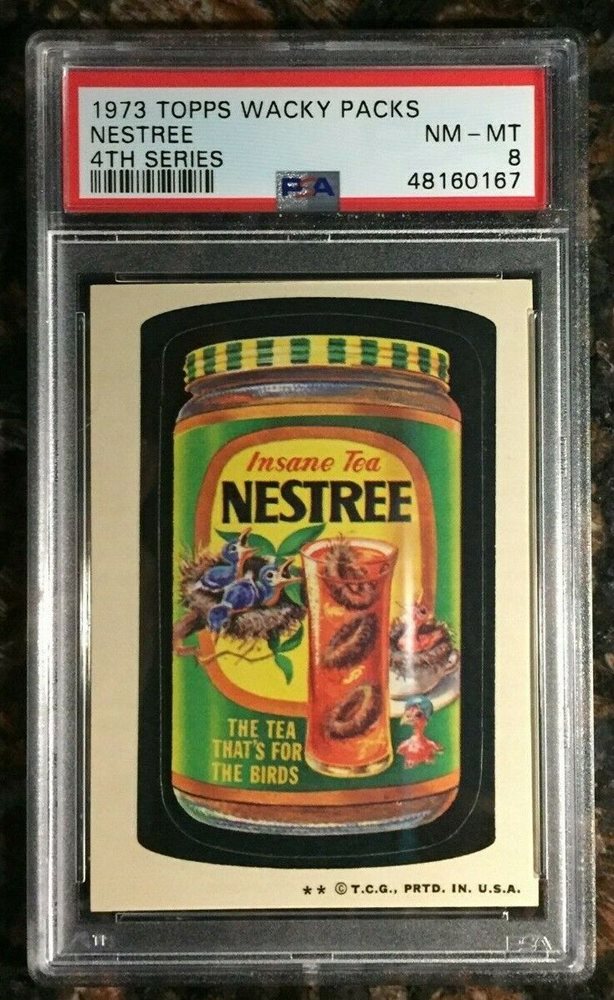 1973 TOPPS WACKY PACKS
NESTREE NM - MT
4TH SERIES 8
PSA 48160167
Insane Tea
NESTREE
THE TEA
THAT'S FOR
THE BIRDS
** © T.C.G., PRTD. IN. U.S.A.
PSA